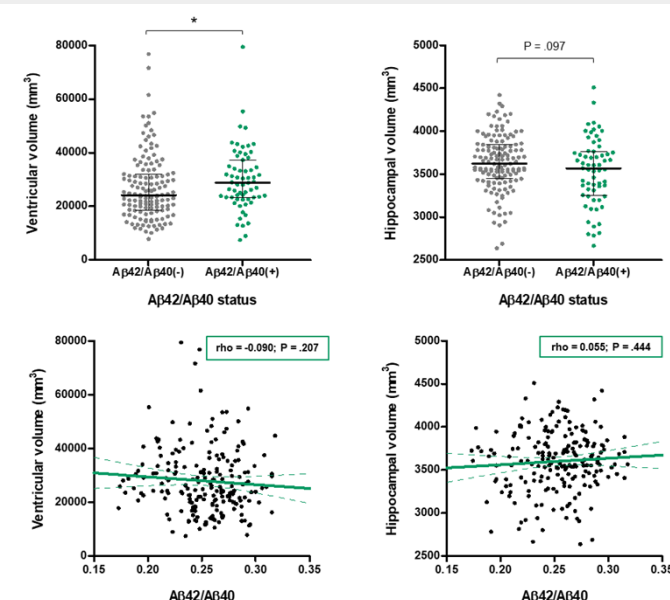 *
80000
60000
40000
20000
0
Ventricular volume (mm³)
Aβ42/Aβ40(-) Aβ42/Aβ40(+)
Aβ42/Aβ40 status
P = .097
5000
4500
4000
3500
3000
2500
Hippocampal volume (mm³)
Aβ42/Aβ40(-) Aβ42/Aβ40(+)
Aβ42/Aβ40 status
rho = -0.090; P = .207
80000
60000
40000
20000
0
Ventricular volume (mm³)
0.15 0.20 0.25 0.30 0.35
Aβ42/Aβ40
rho = 0.055; P = .444
5000
4500
4000
3500
3000
2500
Hippocampal volume (mm³)
0.15 0.20 0.25 0.30 0.35
Aβ42/Aβ40